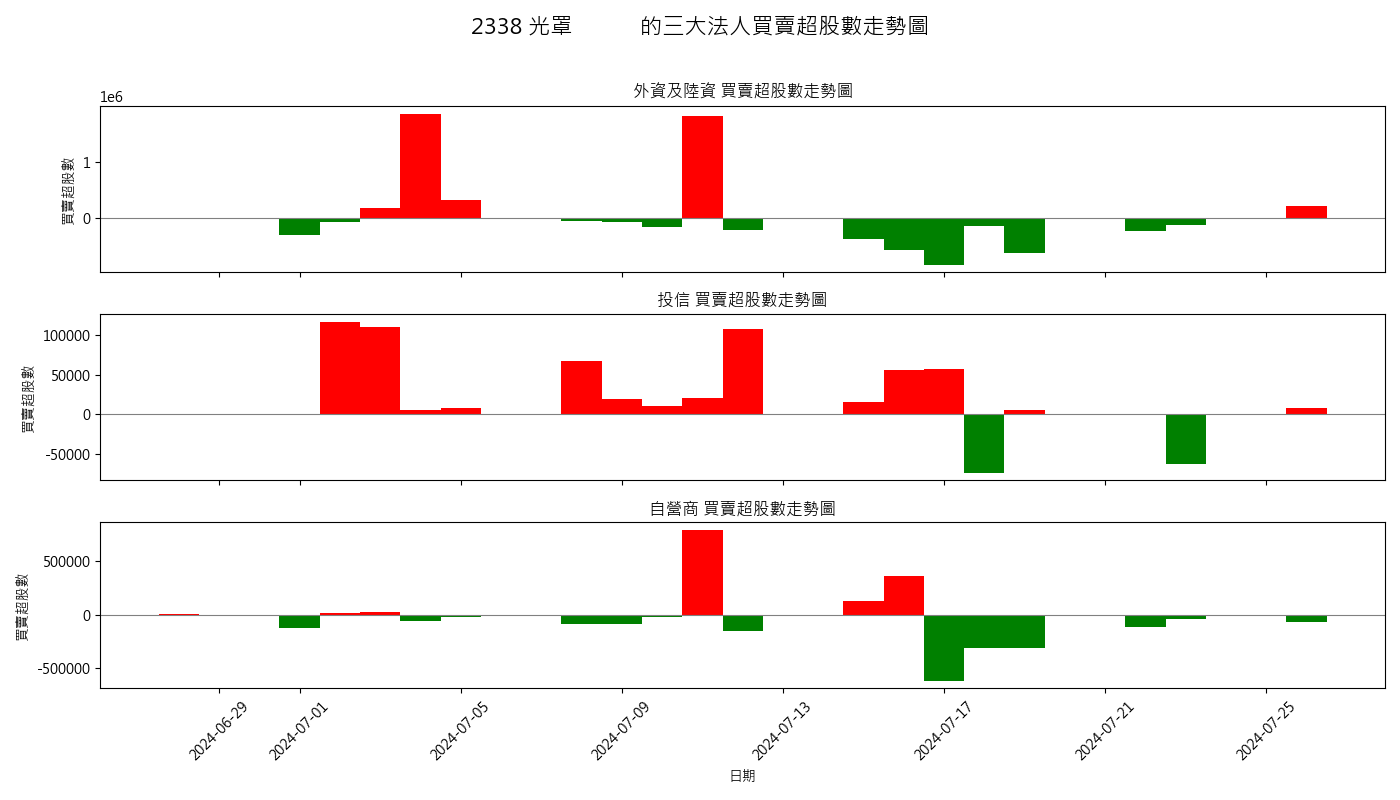 2338 光罩 的三大法人買賣超股數走勢圖
外資及陸資 買賣超股數走勢圖
1e6
1
0
買賣超股數
投信 買賣超股數走勢圖
100000
50000
0
-50000
買賣超股數
自營商 買賣超股數走勢圖
500000
0
-500000
買賣超股數
2024-06-29
2024-07-01
2024-07-05
2024-07-09
2024-07-13
2024-07-17
2024-07-21
2024-07-25
日期